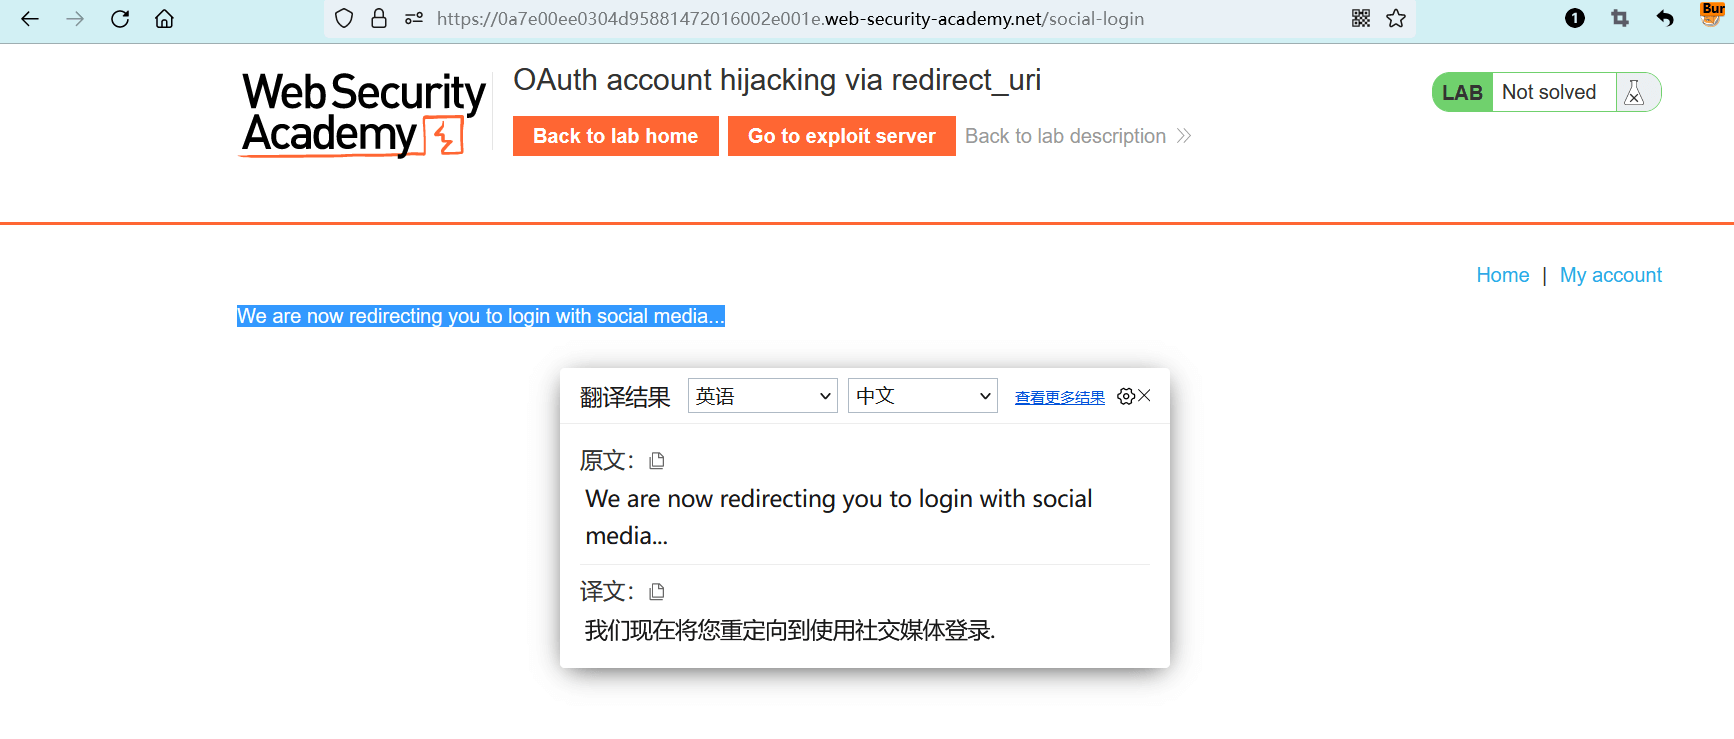 https://0a7e00ee0304d95881472016002e001e.web-security-academy.net/social-login
1
Bur
Web Security
Academy
OAuth account hijacking via redirect_uri
Back to lab home
Go to exploit server
Back to lab description
LAB
Not solved
Home | My account
We are now redirecting you to login with social media...
翻译结果
英语
中文
查看更多结果
原文:
We are now redirecting you to login with social
media...
译文:
我们现在将您重定向到使用社交媒体登录.